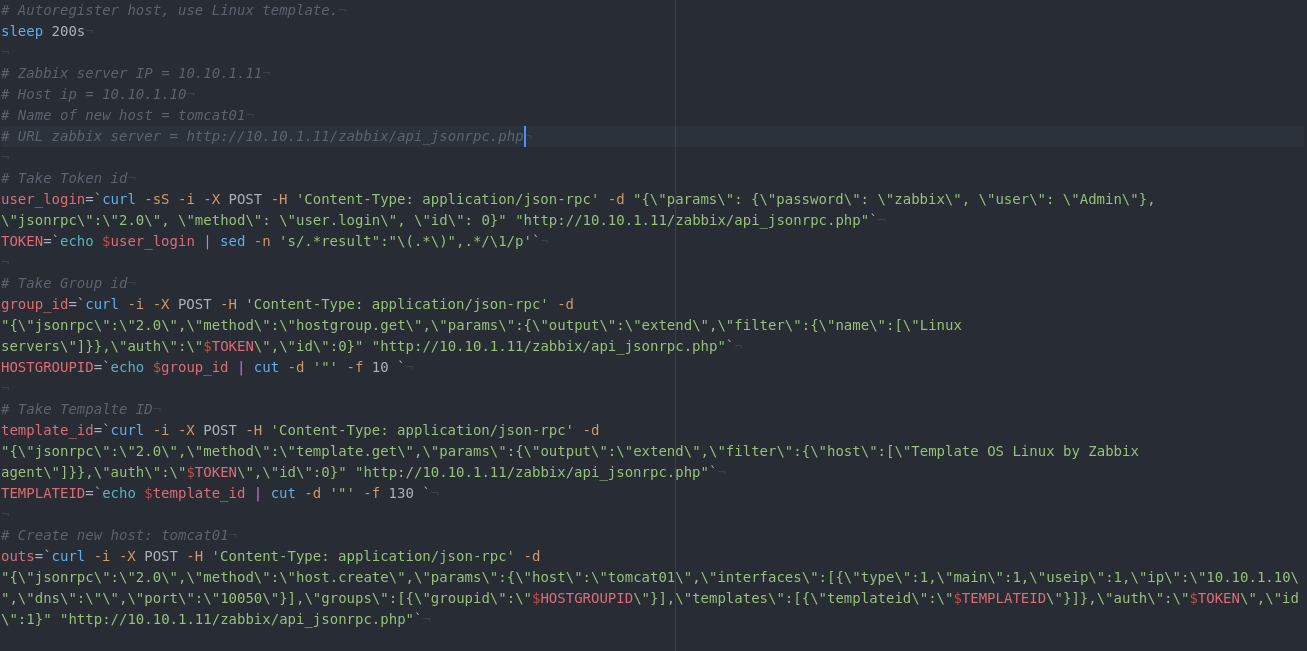 # Autoregister host, use Linux template.¬
sleep 200s¬
¬
# Zabbix server IP = 10.10.1.11¬
# Host ip = 10.10.1.10¬
# Name of new host = tomcat01¬
# URL zabbix server = http://10.10.1.11/zabbix/api_jsonrpc.php¬
¬
# Take Token id¬
user_login=`curl -sS -i -X POST -H 'Content-Type: application/json-rpc' -d "{\"params\": {\"password\": \"zabbix\", \"user\": \"Admin\"},
\"jsonrpc\":\"2.0\", \"method\": \"user.login\", \"id\": 0}" "http://10.10.1.11/zabbix/api_jsonrpc.php"`¬
TOKEN=`echo $user_login | sed -n 's/.*result":"\(.*\)",.*/\1/p'`¬
¬
# Take Group id¬
group_id=`curl -i -X POST -H 'Content-Type: application/json-rpc' -d
"{\"jsonrpc\":\"2.0\",\"method\":\"hostgroup.get\",\"params\":{\"output\":\"extend\",\"filter\":{\"name\":[\"Linux
servers\"]}},\"auth\":\"$TOKEN\",\"id\":0}" "http://10.10.1.11/zabbix/api_jsonrpc.php"`¬
HOSTGROUPID=`echo $group_id | cut -d '"' -f 10 `¬
¬
# Take Tempalte ID¬
template_id=`curl -i -X POST -H 'Content-Type: application/json-rpc' -d
"{\"jsonrpc\":\"2.0\",\"method\":\"template.get\",\"params\":{\"output\":\"extend\",\"filter\":{\"host\":[\"Template OS Linux by Zabbix
agent\"]}},\"auth\":\"$TOKEN\",\"id\":0}" "http://10.10.1.11/zabbix/api_jsonrpc.php"`¬
TEMPLATEID=`echo $template_id | cut -d '"' -f 130 `¬
¬
# Create new host: tomcat01¬
outs=`curl -i -X POST -H 'Content-Type: application/json-rpc' -d
"{\"jsonrpc\":\"2.0\",\"method\":\"host.create\",\"params\":{\"host\":\"tomcat01\",\"interfaces\":[{\"type\":1,\"main\":1,\"useip\":1,\"ip\":\"10.10.1.10\
",\"dns\":\"\",\"port\":\"10050\"}],\"groups\":[{\"groupid\":\"$HOSTGROUPID\"}],\"templates\":[{\"templateid\":\"$TEMPLATEID\"}]},\"auth\":\"$TOKEN\",\"id
\":1}" "http://10.10.1.11/zabbix/api_jsonrpc.php"`¬